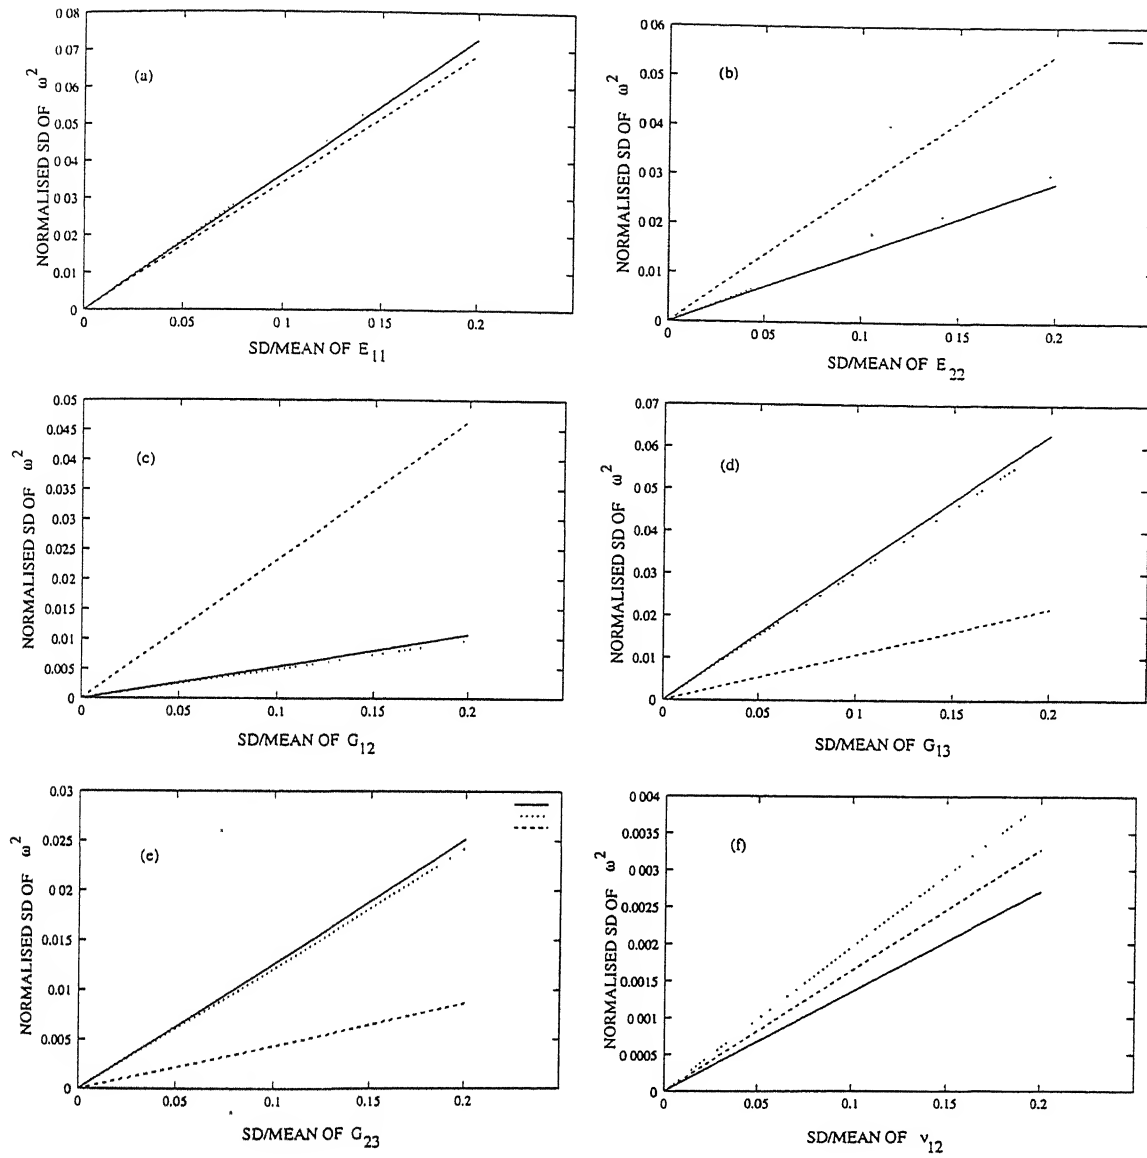 0 08
0 07
0.06
0.05
0 04
0.03
0 02
0.01
0
(a)
NORMALISED SD OF ω²
0 0.05 0.1 0 15 0.2
SD/MEAN OF E11
0 06
0.05
0 04
0.03
0.02
0.01
0
(b)
NORMALISED SD OF ω²
0 0 05 0.1 0 15 0.2
SD/MEAN OF E22
0.05
0.045
0.04
0.035
0.03
0.025
0.02
0.015
0.01
0.005
0
(c)
NORMALISED SD OF ω²
0 0.05 0.1 0.15 0.2
SD/MEAN OF G12
0.07
0.06
0.05
0.04
0.03
0.02
0.01
0
(d)
NORMALISED SD OF ω²
0 0.05 0 1 0.15 0.2
SD/MEAN OF G13
0.03
0.025
0.02
0.015
0.01
0.005
0
(e)
NORMALISED SD OF ω²
0 0.05 0.1 0.15 0.2
SD/MEAN OF G23
0.004
0.0035
0.003
0.0025
0.002
0.0015
0.001
0 0005
0
(f)
NORMALISED SD OF ω²
0 0.05 0.1 0.15 0.2
SD/MEAN OF ν12